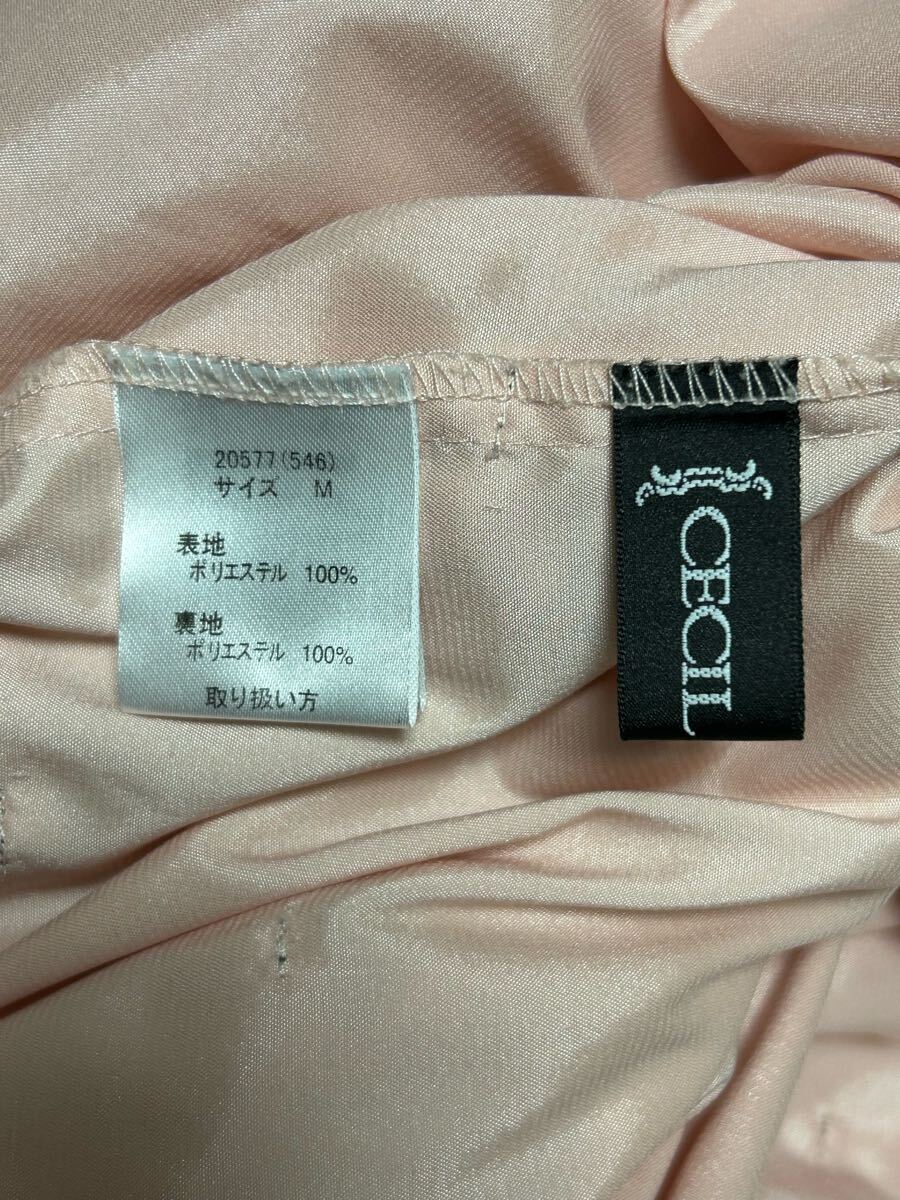 20577(546)
サイズ M
表地
ポリエステル 100%
裏地
ポリエステル 100%
取り扱い方
CECIL